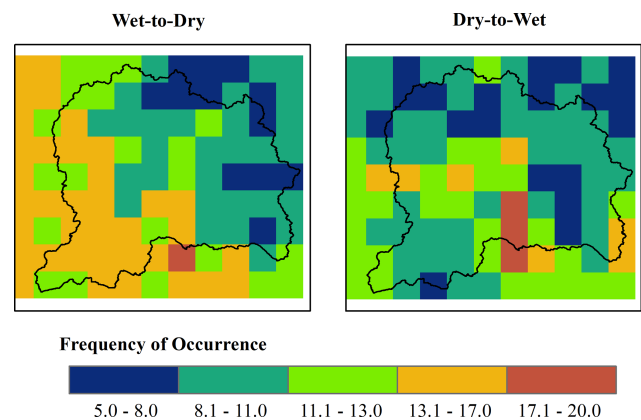 Wet-to-Dry Dry-to-Wet
Frequency of Occurrence
5.0 - 8.0 8.1 - 11.0 11.1 - 13.0 13.1 - 17.0 17.1 - 20.0